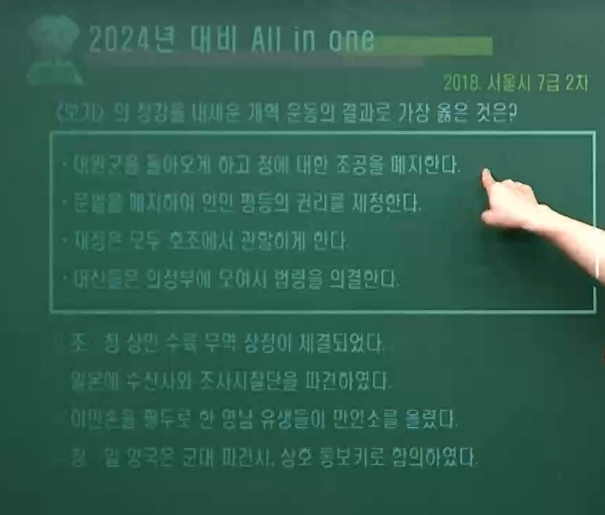 2024년 대비 All in one
2018. 서울시 7급 2차
〈보기〉의 정강을 내세운 개혁 운동의 결과로 가장 옳은 것은?
· 대원군을 돌아오게 하고 청에 대한 조공을 폐지한다.
· 문벌을 폐지하여 인민 평등의 권리를 제정한다.
· 재정은 모두 호조에서 관할하게 한다.
· 대신들은 의정부에 모여서 법령을 의결한다.
조 청 상민 수륙 무역 장정이 체결되었다.
일본에 수신사와 조사시찰단을 파견하였다.
이만손을 필두로 한 영남 유생들이 만인소를 올렸다.
청 일 양국은 군대 파견시, 상호 통보키로 합의하였다.